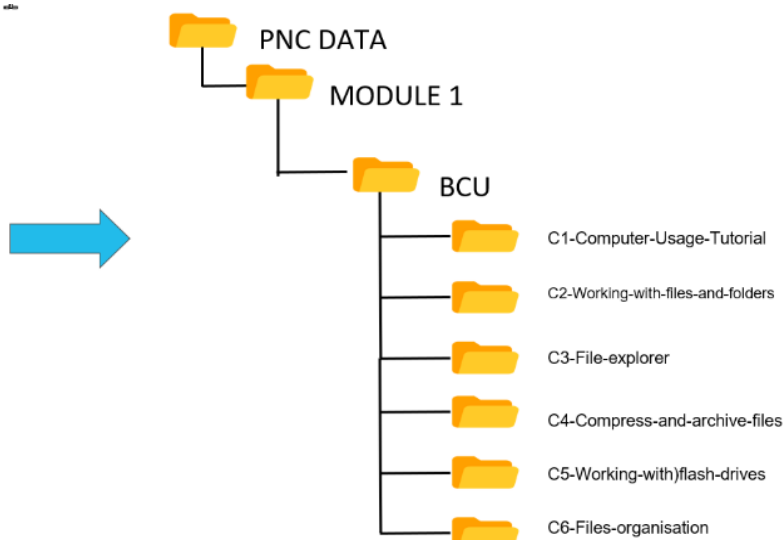 PNC DATA
MODULE 1
BCU
C1-Computer-Usage-Tutorial
C2-Working-with-files-and-folders
C3-File-explorer
C4-Compress-and-archive-files
C5-Working-with)flash-drives
C6-Files-organisation